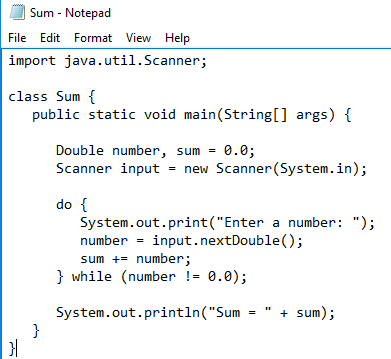 Sum - Notepad
File Edit Format View Help
import java.util.Scanner;

class Sum {
   public static void main(String[] args) {

      Double number, sum = 0.0;
      Scanner input = new Scanner(System.in);

      do {
         System.out.print("Enter a number: ");
         number = input.nextDouble();
         sum += number;
      } while (number != 0.0);

      System.out.println("Sum = " + sum);
   }
}